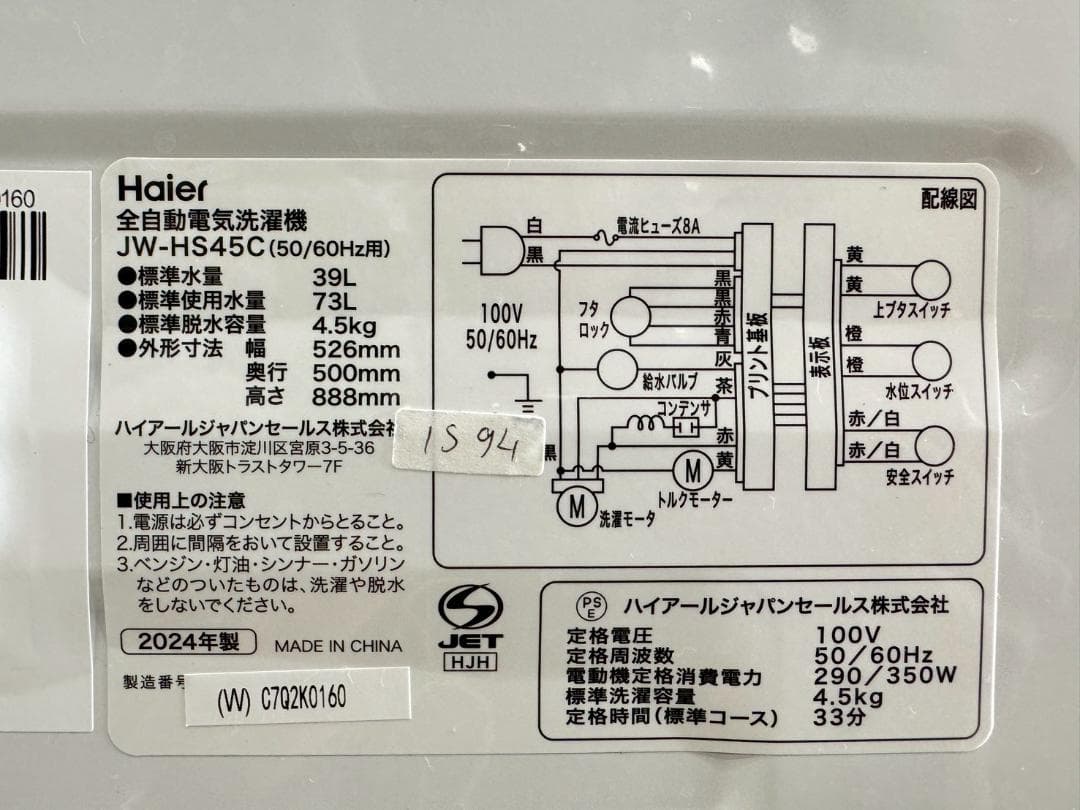 0160
Haier
全自動電気洗濯機
JW-HS45C(50/60Hz用)
●標準水量 39L
●標準使用水量 73L
●標準脱水容量 4.5kg
●外形寸法 幅 526mm
奥行 500mm
高さ 888mm
ハイアールジャパンセールス株式会社
大阪府大阪市淀川区宮原3-5-36
新大阪トラストタワー7F
1S 94
■使用上の注意
1.電源は必ずコンセントからとること。
2.周囲に間隔をおいて設置すること。
3.ベンジン・灯油・シンナー・ガソリン
などのついたものは、洗濯や脱水
をしないでください。
2024年製 MADE IN CHINA
製造番号
(W) C7Q2K0160
配線図
白
電流ヒューズ8A
黒
100V
50/60Hz
フタ
ロック
黒
黒
赤
青
灰
給水バルブ
茶
コンデンサ
赤
黄
黒
M
トルクモーター
M
洗濯モータ
プリント基板
表示板
黄
黄
上ブタスイッチ
橙
橙
水位スイッチ
赤/白
赤/白
安全スイッチ
JET
HJH
PS
E
ハイアールジャパンセールス株式会社
定格電圧 100V
定格周波数 50/60Hz
電動機定格消費電力 290/350W
標準洗濯容量 4.5kg
定格時間(標準コース) 33分